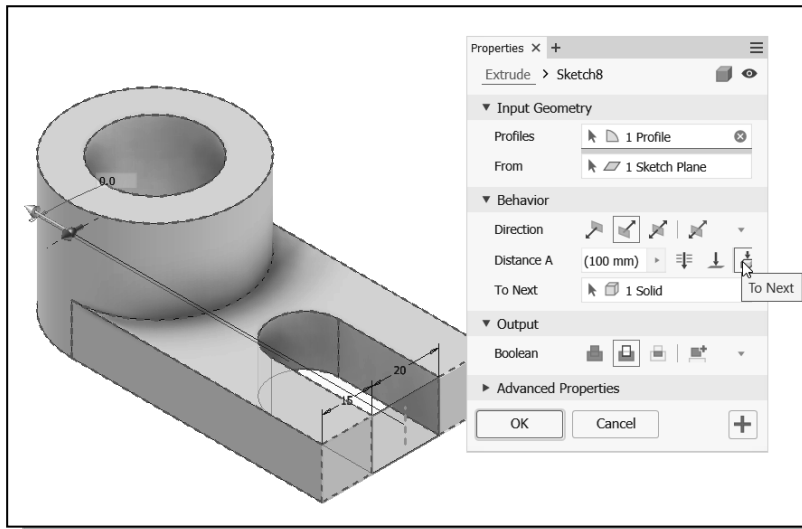 Properties × +
Extrude > Sketch8
Input Geometry
Profiles 1 Profile
From 1 Sketch Plane
Behavior
Direction
Distance A (100 mm)
To Next 1 Solid
To Next
Output
Boolean
Advanced Properties
OK Cancel +
0.0
20
15